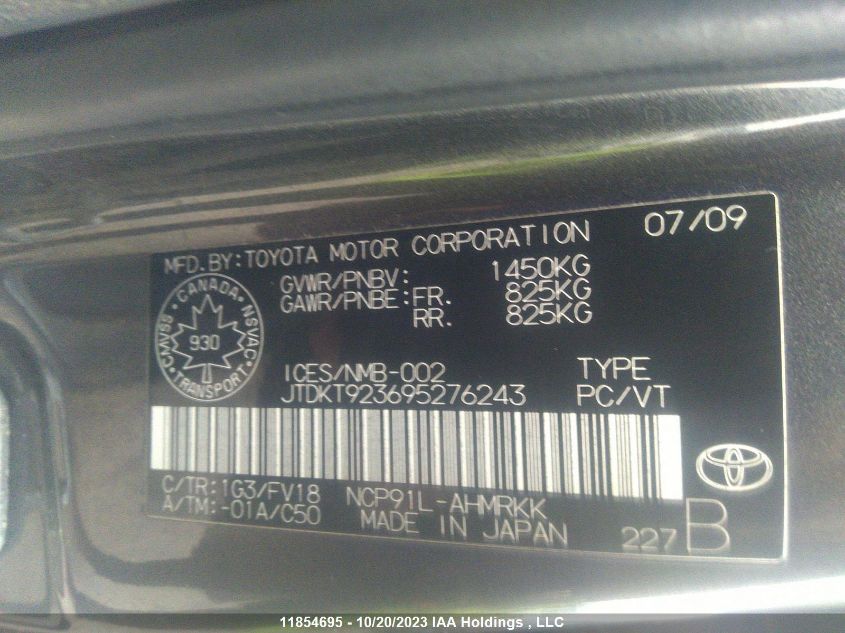 07/09
MFD.BY:TOYOTA MOTOR CORPORATION
GVWR/PNBV: 1450KG
GAWR/PNBE:FR. 825KG
RR. 825KG
CANADA
CMVSS NSVAC
930
TRANSPORT
ICES/NMB-002 TYPE
JTDKT923695276243 PC/VT
C/TR:1G3/FV18 NCP91L-AHMRKK
A/TM:-01A/C50 MADE IN JAPAN 227 B
11854695 - 10/20/2023 IAA Holdings , LLC